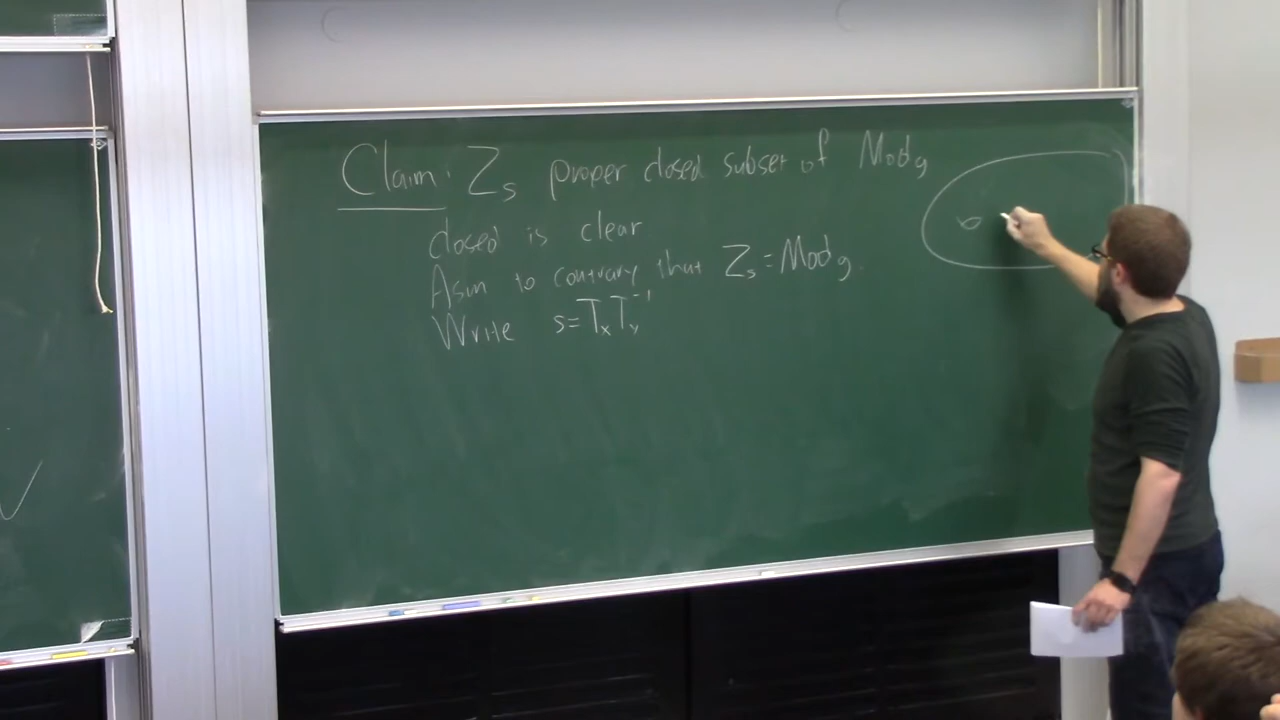 Claim: Z_s proper closed subset of Mod_g
closed is clear
Asm to contrary that Z_s = Mod_g.
Write s = T_x T_y^{-1}